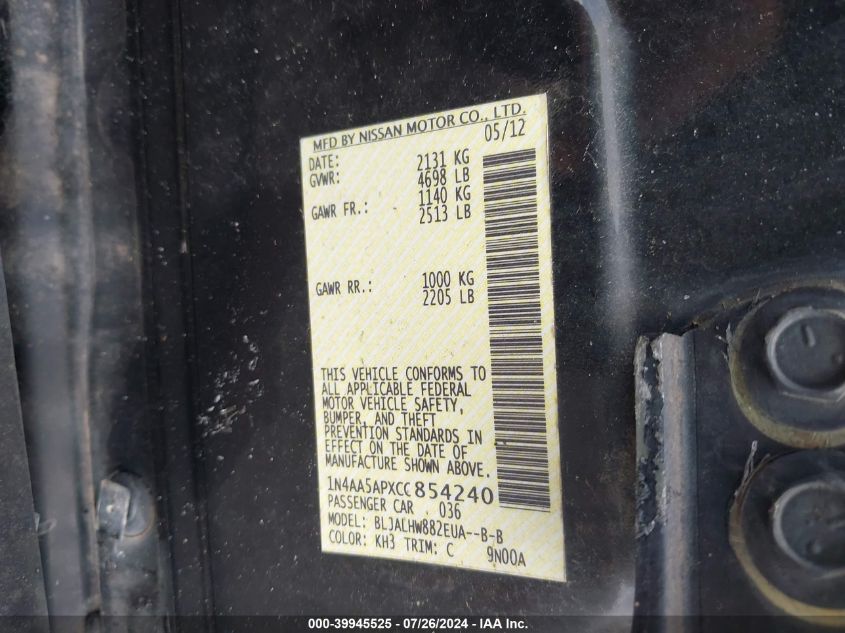 MFD BY NISSAN MOTOR CO., LTD.
DATE: 05/12
GVWR: 2131 KG
4698 LB
GAWR FR.: 1140 KG
2513 LB
GAWR RR.: 1000 KG
2205 LB
THIS VEHICLE CONFORMS TO
ALL APPLICABLE FEDERAL
MOTOR VEHICLE SAFETY,
BUMPER, AND THEFT
PREVENTION STANDARDS IN
EFFECT ON THE DATE OF
MANUFACTURE SHOWN ABOVE.
1N4AA5APXCC854240
PASSENGER CAR 036
MODEL: BLJALHW882EUA--B-B
COLOR: KH3 TRIM: C 9N00A
000-39945525 - 07/26/2024 - IAA Inc.